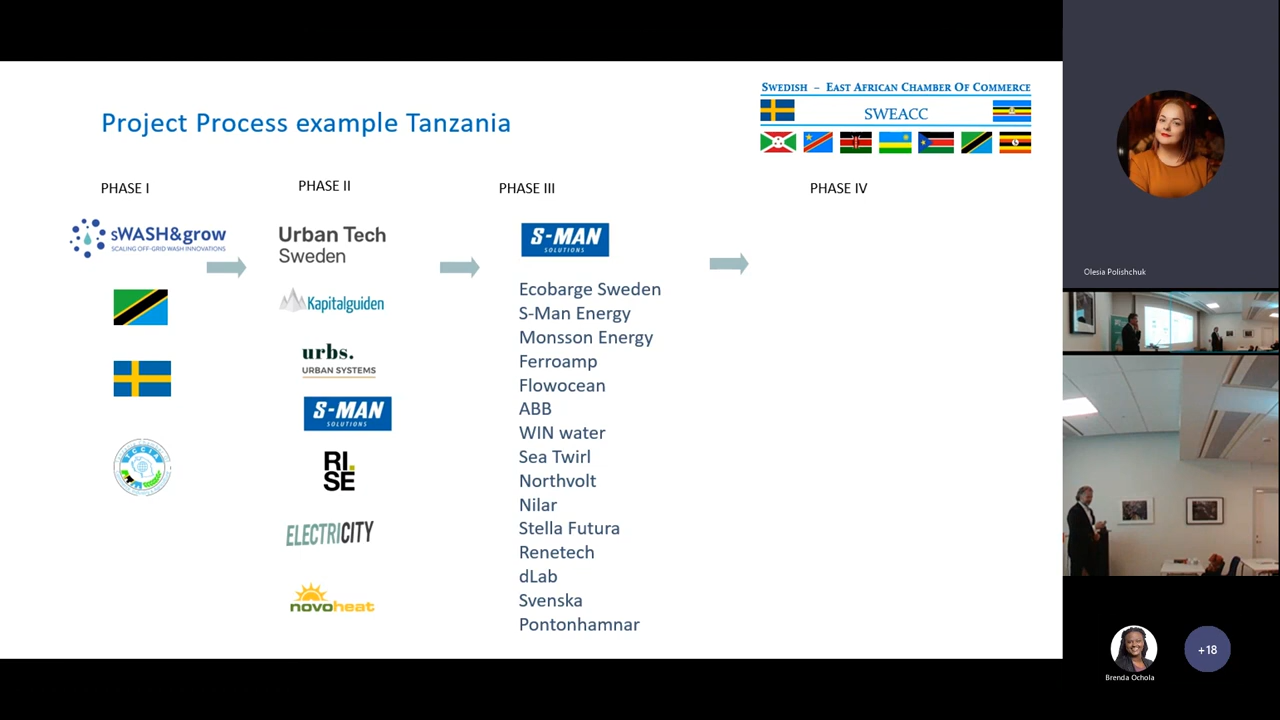 SWEDISH – EAST AFRICAN CHAMBER OF COMMERCE
SWEACC
Project Process example Tanzania
PHASE I
PHASE II
PHASE III
PHASE IV
sWASH&grow
SCALING OFF-GRID WASH INNOVATIONS
Urban Tech
Sweden
Kapitalguiden
urbs.
URBAN SYSTEMS
S-MAN
SOLUTIONS
RI.
SE
ELECTRICITY
novoheat
S-MAN
SOLUTIONS
Ecobarge Sweden
S-Man Energy
Monsson Energy
Ferroamp
Flowocean
ABB
WIN water
Sea Twirl
Northvolt
Nilar
Stella Futura
Renetech
dLab
Svenska
Pontonhamnar
TCCIA
Olesia Polishchuk
Brenda Ochola
+18